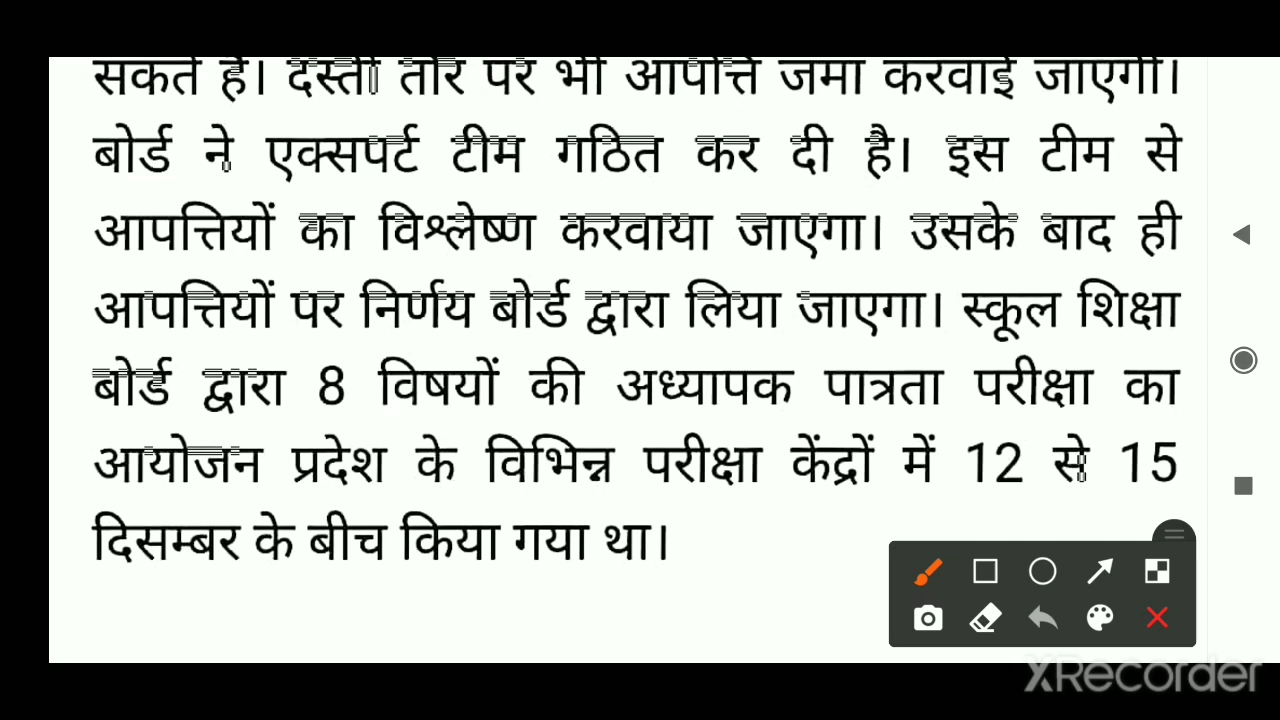 सकते हैं। दस्ती तौर पर भी आपत्ति जमा करवाई जाएगी।
बोर्ड ने एक्सपर्ट टीम गठित कर दी है। इस टीम से
आपत्तियों का विश्लेष्ण करवाया जाएगा। उसके बाद ही
आपत्तियों पर निर्णय बोर्ड द्वारा लिया जाएगा। स्कूल शिक्षा
बोर्ड द्वारा 8 विषयों की अध्यापक पात्रता परीक्षा का
आयोजन प्रदेश के विभिन्न परीक्षा केंद्रों में 12 से 15
दिसम्बर के बीच किया गया था।
XRecorder